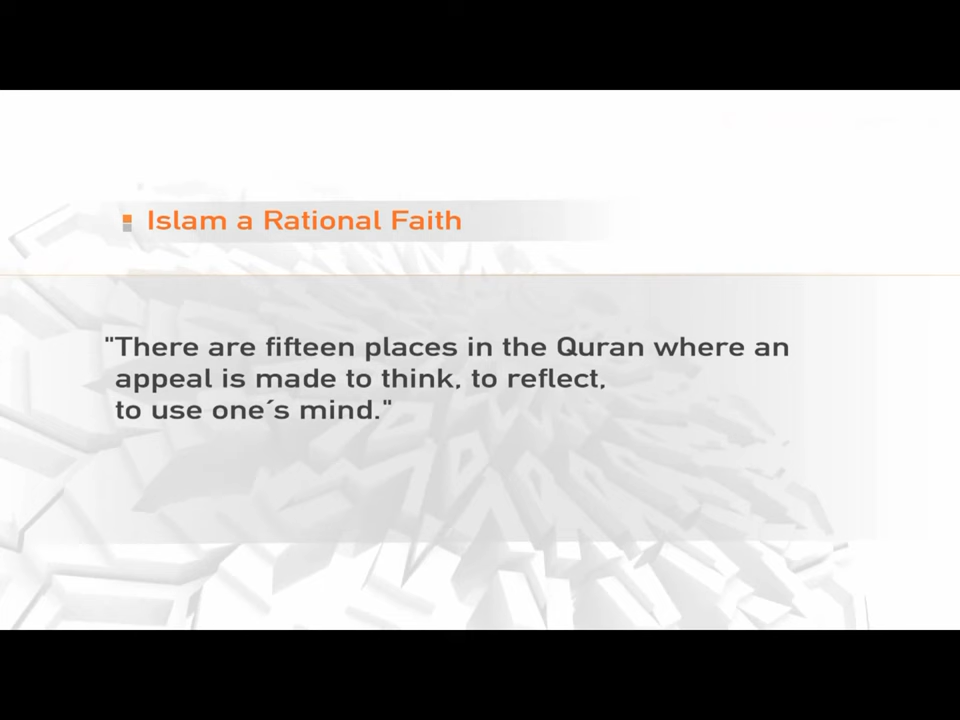 Islam a Rational Faith
"There are fifteen places in the Quran where an
appeal is made to think, to reflect,
to use one´s mind."